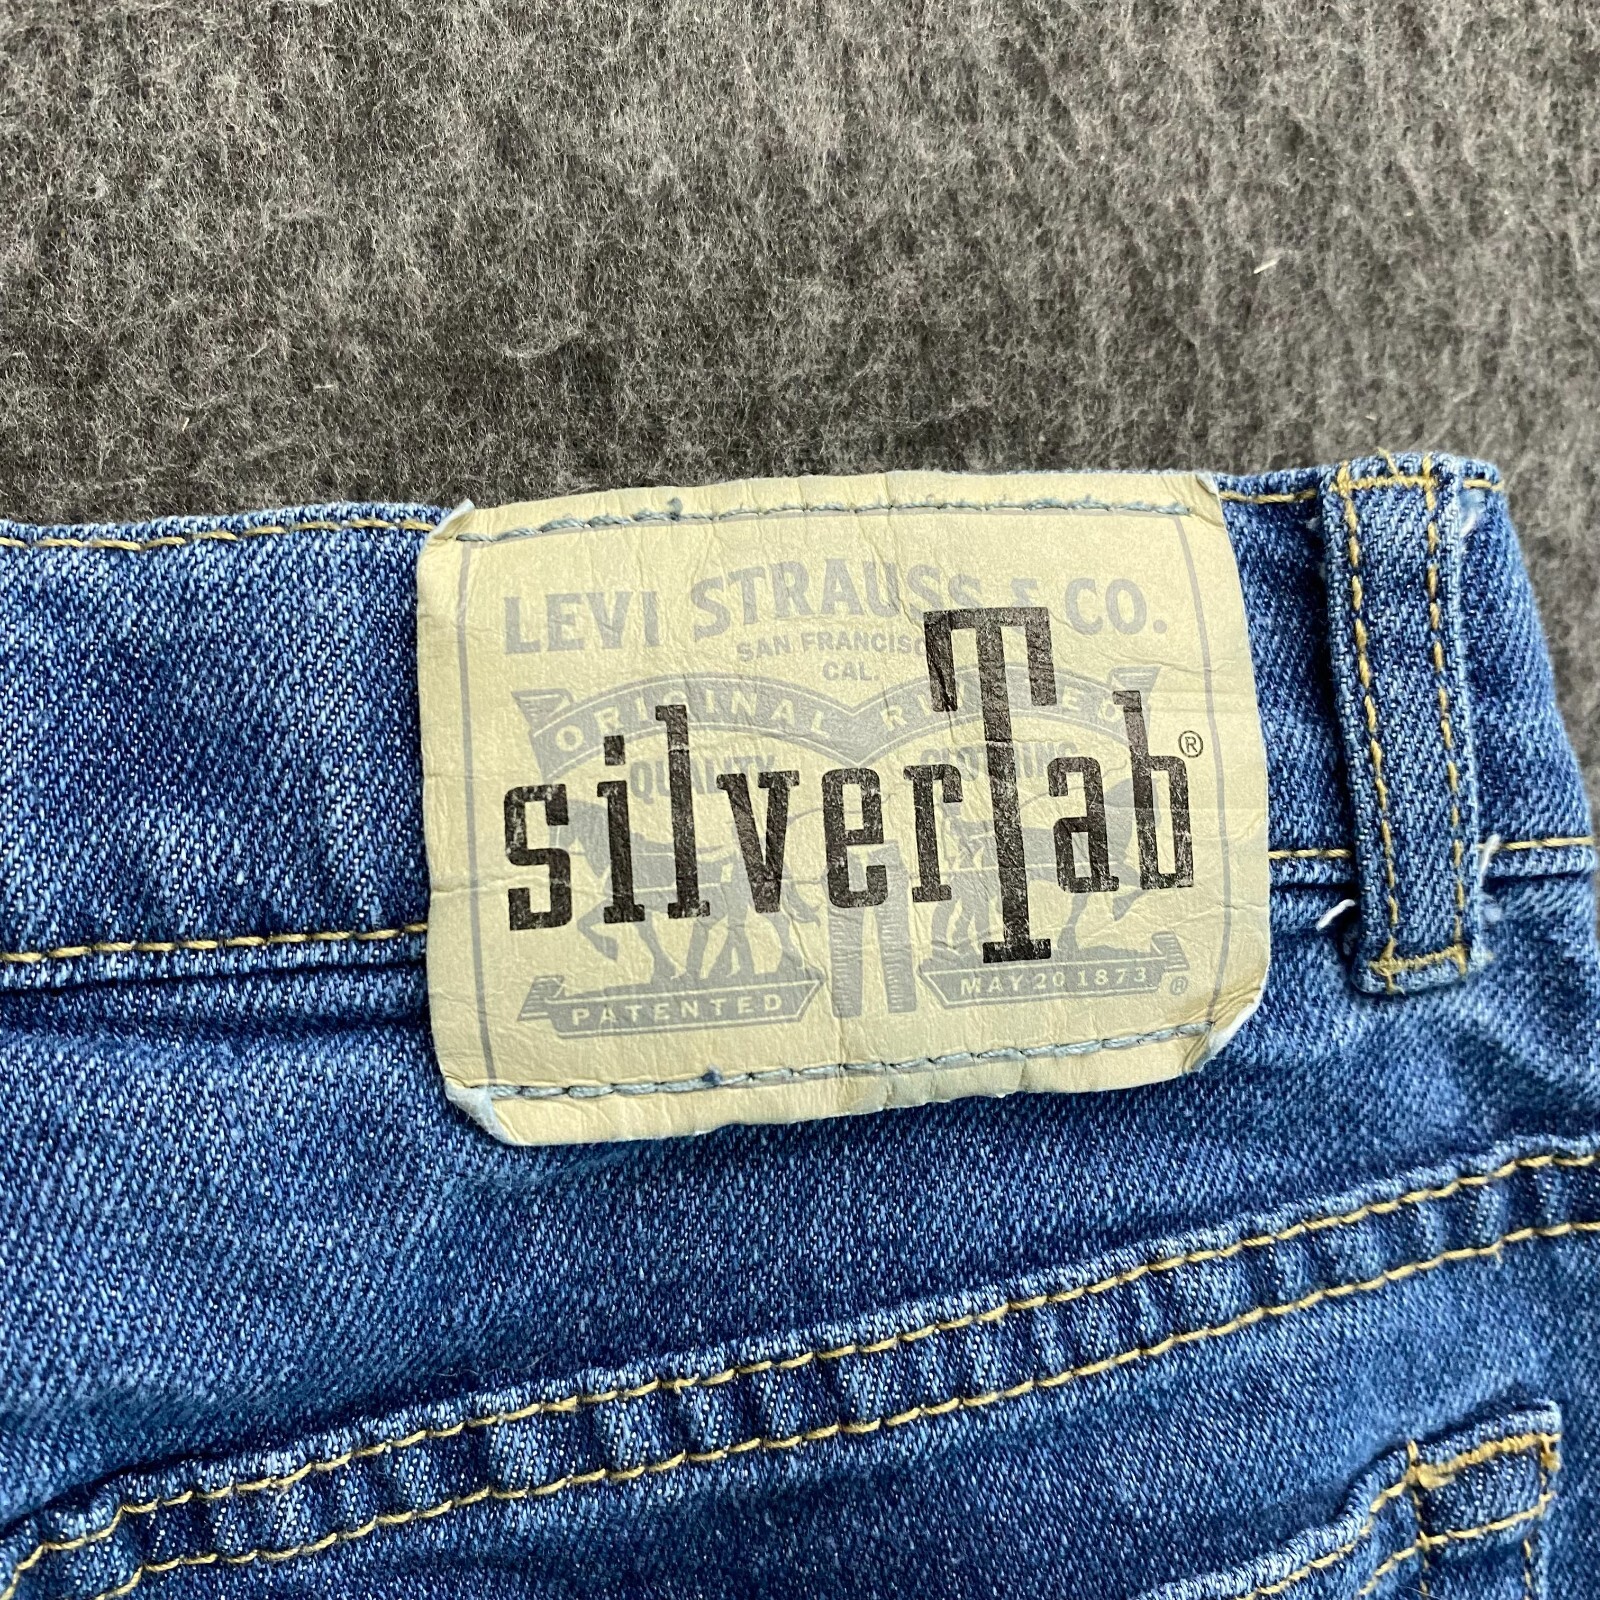 LEVI STRAUSS & CO.
SAN FRANCISCO
CAL.
ORIGINAL RIVETED
QUALITY CLOTHING
silverTab®
PATENTED MAY 20 1873 ®